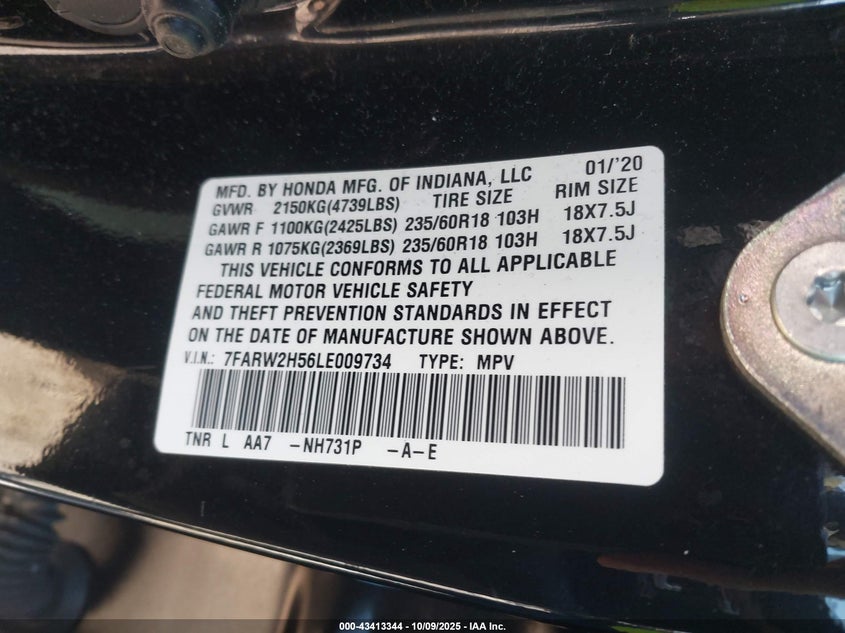 MFD. BY HONDA MFG. OF INDIANA, LLC 01/'20
GVWR 2150KG(4739LBS) TIRE SIZE RIM SIZE
GAWR F 1100KG(2425LBS) 235/60R18 103H 18X7.5J
GAWR R 1075KG(2369LBS) 235/60R18 103H 18X7.5J
THIS VEHICLE CONFORMS TO ALL APPLICABLE
FEDERAL MOTOR VEHICLE SAFETY
AND THEFT PREVENTION STANDARDS IN EFFECT
ON THE DATE OF MANUFACTURE SHOWN ABOVE.
V.I.N.: 7FARW2H56LE009734 TYPE: MPV
TNR L AA7 -NH731P -A-E
000-43413344 | 10/09/2025 | IAA Inc.